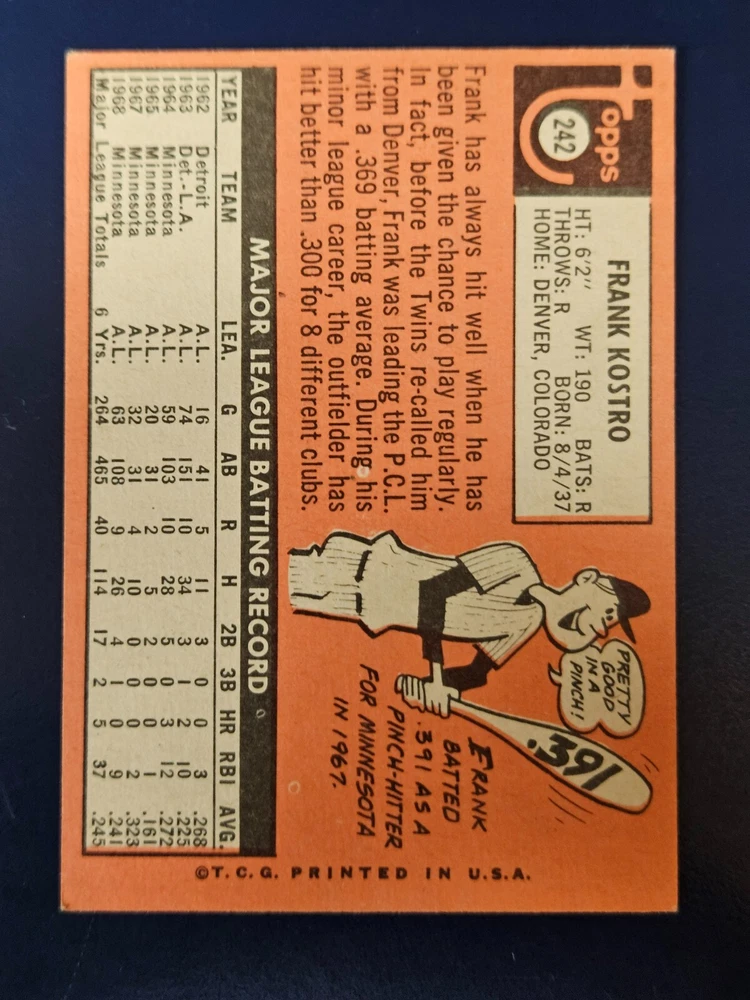 Topps
242
FRANK KOSTRO
HT: 6'2" WT: 190 BATS: R
THROWS: R BORN: 8/4/37
HOME: DENVER, COLORADO
Frank has always hit well when he has
been given the chance to play regularly.
In fact, before the Twins re-called him
from Denver, Frank was leading the P.C.L.
with a .369 batting average. During his
minor league career, the outfielder has
hit better than .300 for 8 different clubs.
PRETTY
GOOD
IN A
PINCH!
.391
FRANK
BATTED
.391 AS A
PINCH-HITTER
FOR MINNESOTA
IN 1967.
MAJOR LEAGUE BATTING RECORD
YEAR TEAM LEA. G AB R H 2B 3B HR RBI AVG.
1962 Detroit A.L. 16 41 5 11 3 0 0 3 .268
1963 Det.-L.A. A.L. 74 151 10 34 3 1 2 10 .225
1964 Minnesota A.L. 59 103 10 28 5 0 3 12 .272
1965 Minnesota A.L. 20 31 2 5 2 0 0 1 .161
1967 Minnesota A.L. 32 31 4 10 0 0 0 2 .323
1968 Minnesota A.L. 63 108 9 26 4 1 0 9 .241
Major League Totals 6 Yrs. 264 465 40 114 17 2 5 37 .245
©T.C.G. PRINTED IN U.S.A.